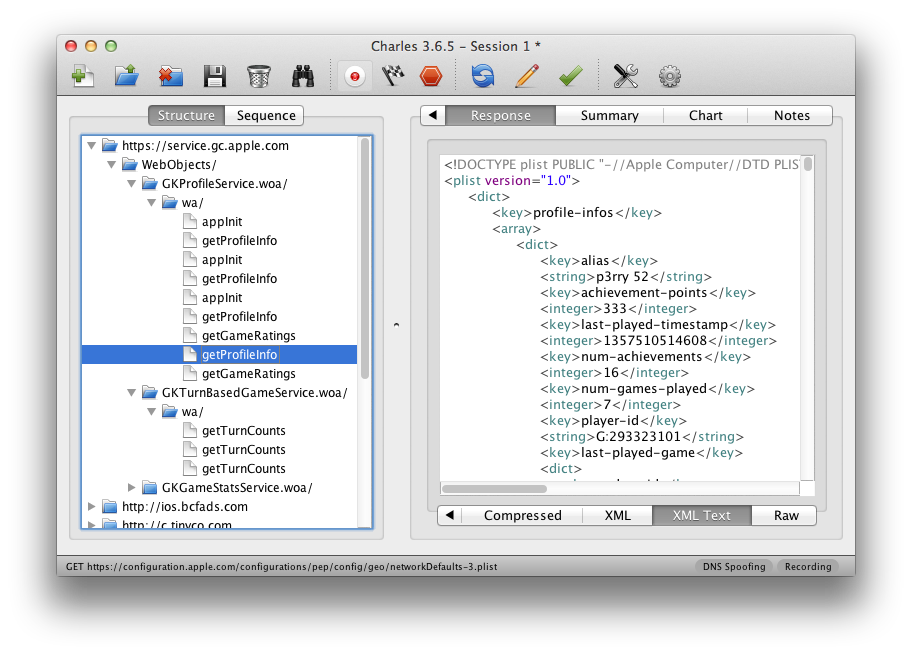 Charles 3.6.5 – Session 1 *
Structure
Sequence
https://service.gc.apple.com
WebObjects/
GKProfileService.woa/
wa/
appInit
getProfileInfo
appInit
getProfileInfo
appInit
getProfileInfo
getGameRatings
getProfileInfo
getGameRatings
GKTurnBasedGameService.woa/
wa/
getTurnCounts
getTurnCounts
getTurnCounts
GKGameStatsService.woa/
http://ios.bcfads.com
http://c.tinyco.com
Response
Summary
Chart
Notes
<!DOCTYPE plist PUBLIC "-//Apple Computer//DTD PLIST
<plist version="1.0">
<dict>
<key>profile-infos</key>
<array>
<dict>
<key>alias</key>
<string>p3rry 52</string>
<key>achievement-points</key>
<integer>333</integer>
<key>last-played-timestamp</key>
<integer>1357510514608</integer>
<key>num-achievements</key>
<integer>16</integer>
<key>num-games-played</key>
<integer>7</integer>
<key>player-id</key>
<string>G:293323101</string>
<key>last-played-game</key>
<dict>
Compressed
XML
XML Text
Raw
GET https://configuration.apple.com/configurations/pep/config/geo/networkDefaults-3.plist
DNS Spoofing
Recording